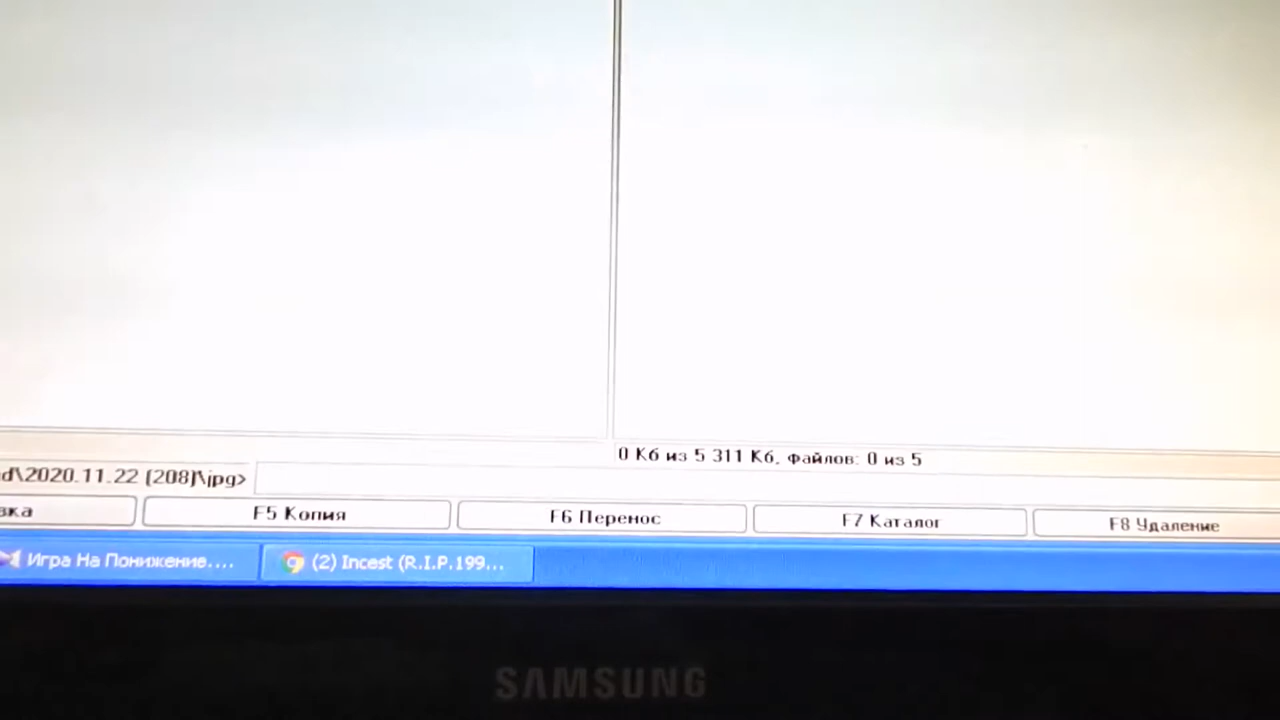 0 Кб из 5 311 Кб, файлов: 0 из 5
d\2020.11.22 (208)\jpg>
вка F5 Копия F6 Перенос F7 Каталог F8 Удаление
Игра На Понижение.... (2) Incest (R.I.P.199...
SAMSUNG